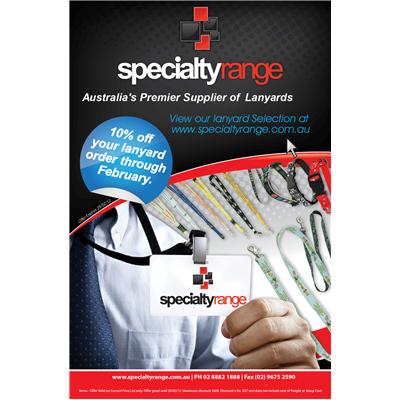 specialtyrange
Australia's Premier Supplier of Lanyards
View our lanyard Selection at
www.specialtyrange.com.au
10% off
your lanyard
order through
February.
specialtyrange
www.specialtyrange.com.au | PH 02 8882 1888 | Fax (02) 9675 2590